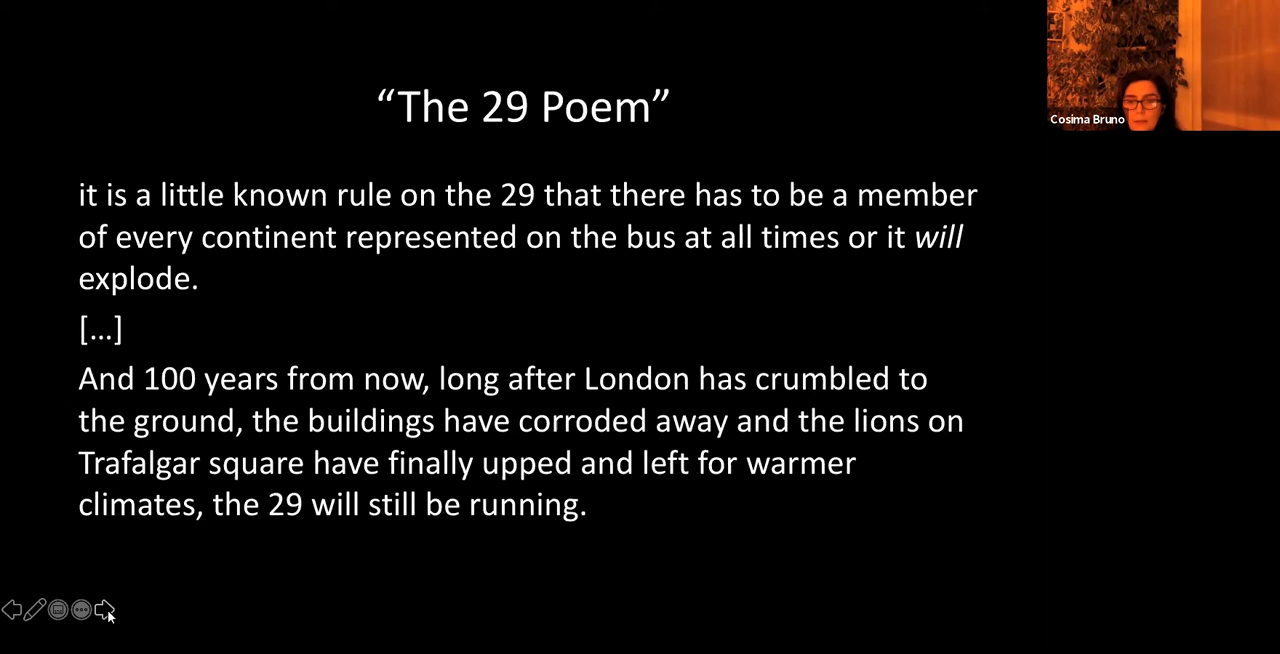 “The 29 Poem”
Cosima Bruno
it is a little known rule on the 29 that there has to be a member
of every continent represented on the bus at all times or it will
explode.
[...]
And 100 years from now, long after London has crumbled to
the ground, the buildings have corroded away and the lions on
Trafalgar square have finally upped and left for warmer
climates, the 29 will still be running.